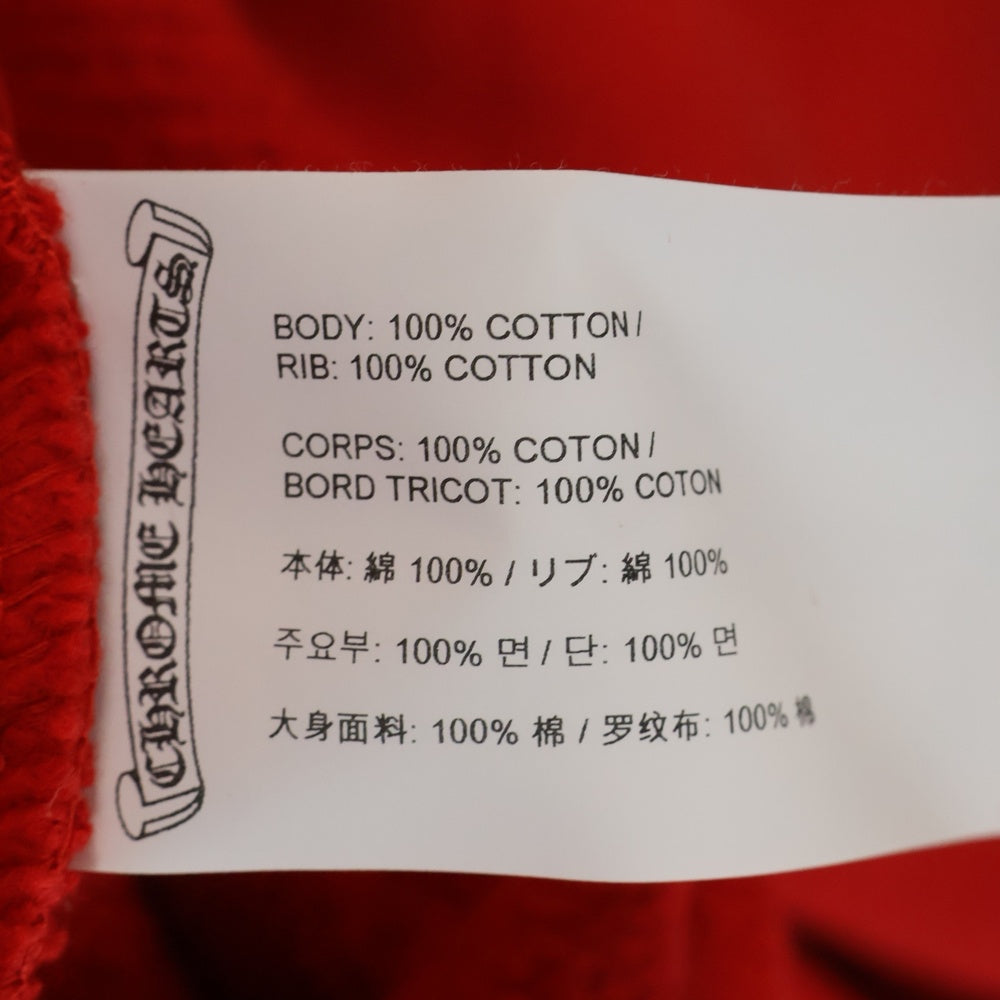 CHROME HEARTS
BODY: 100% COTTON/
RIB: 100% COTTON
CORPS: 100% COTON/
BORD TRICOT: 100% COTON
本体: 綿 100% / リブ: 綿 100%
주요부: 100% 면 / 단: 100% 면
大身面料: 100% 棉 / 罗纹布: 100% 棉